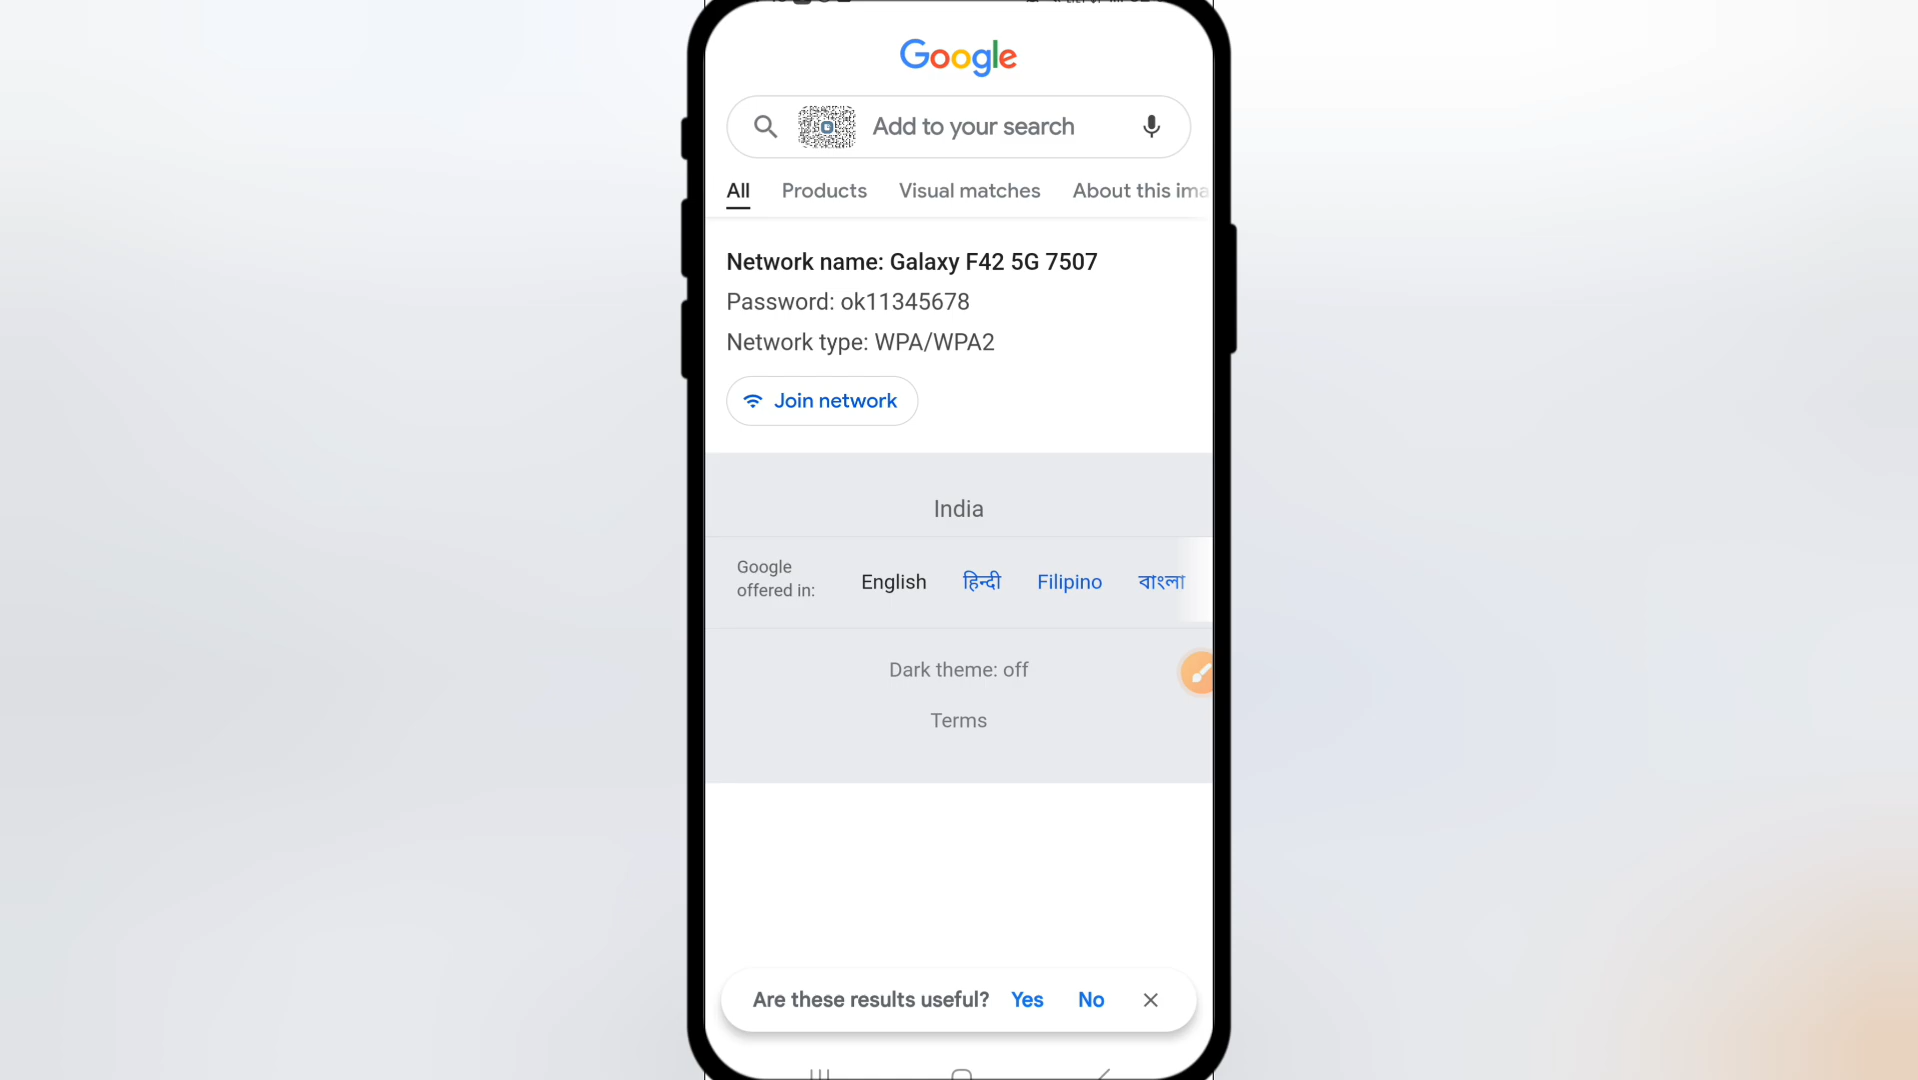 Google
Add to your search
All Products Visual matches About this ima
Network name: Galaxy F42 5G 7507
Password: ok11345678
Network type: WPA/WPA2
Join network
India
Google
offered in:
English हिन्दी Filipino বাংলা
Dark theme: off
Terms
Are these results useful? Yes No